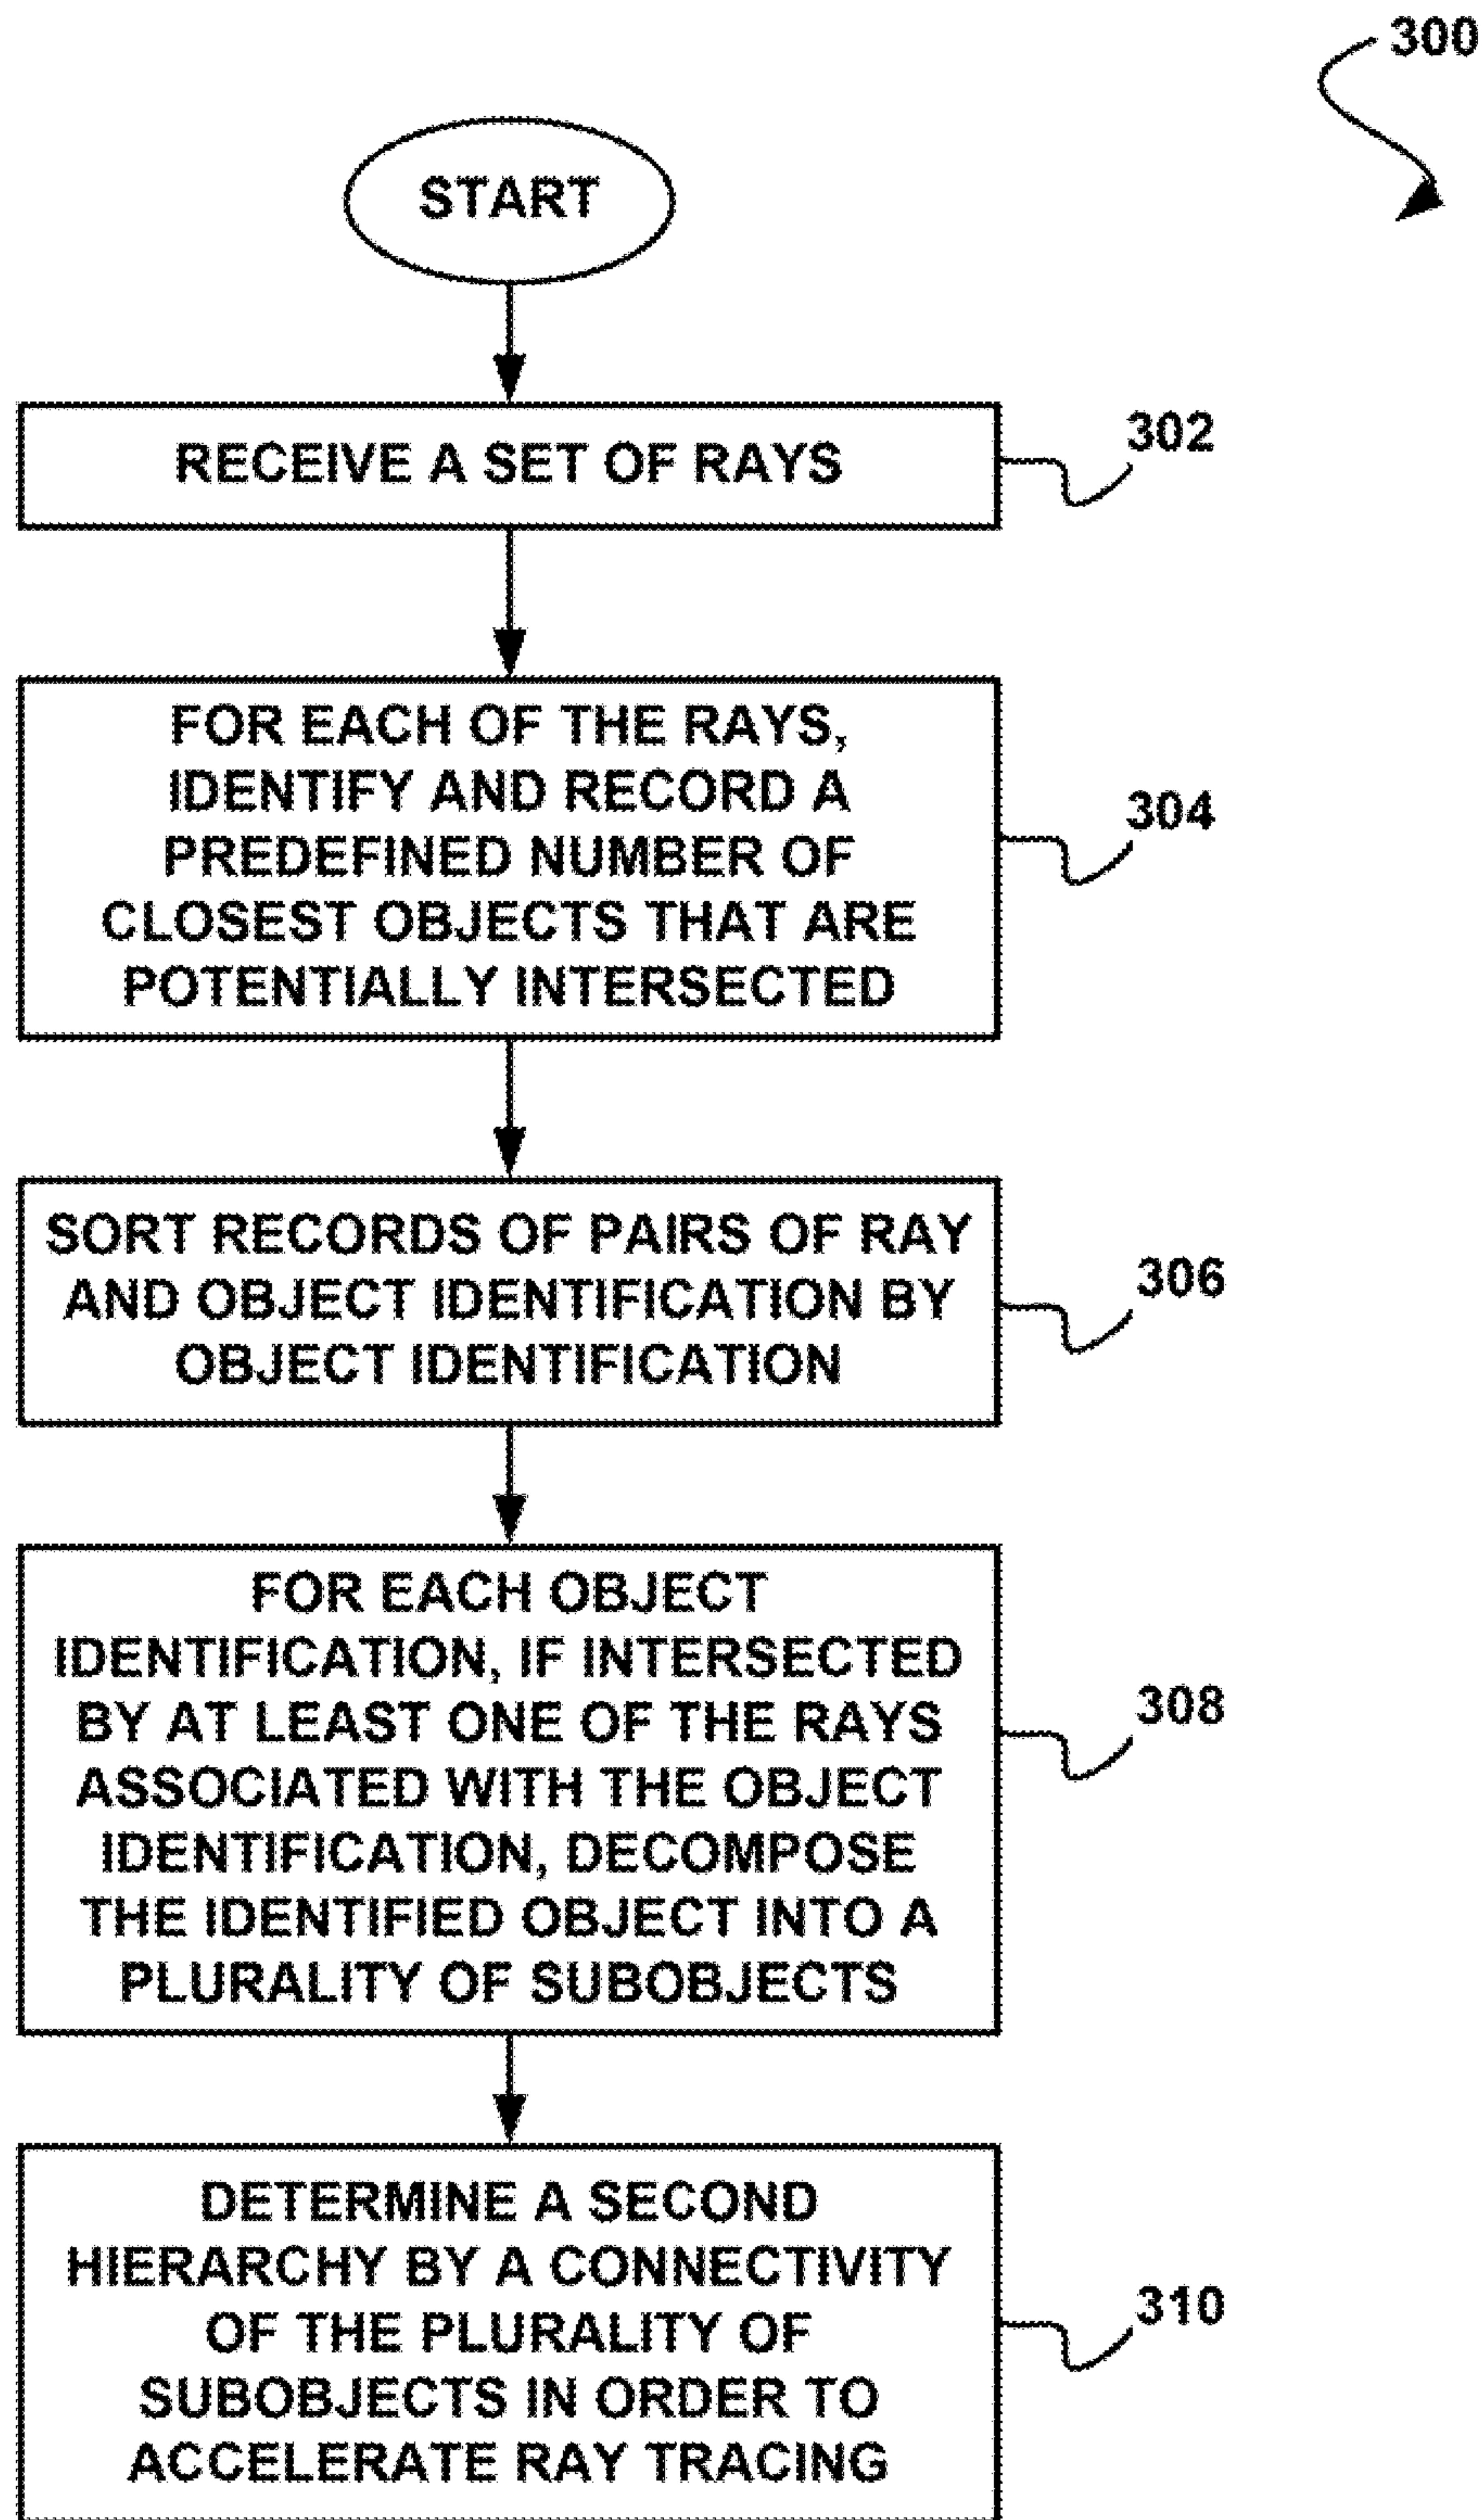 300
START
RECEIVE A SET OF RAYS
302
FOR EACH OF THE RAYS,
IDENTIFY AND RECORD A
PREDEFINED NUMBER OF
CLOSEST OBJECTS THAT ARE
POTENTIALLY INTERSECTED
304
SORT RECORDS OF PAIRS OF RAY
AND OBJECT IDENTIFICATION BY
OBJECT IDENTIFICATION
306
FOR EACH OBJECT
IDENTIFICATION, IF INTERSECTED
BY AT LEAST ONE OF THE RAYS
ASSOCIATED WITH THE OBJECT
IDENTIFICATION, DECOMPOSE
THE IDENTIFIED OBJECT INTO A
PLURALITY OF SUBOBJECTS
308
DETERMINE A SECOND
HIERARCHY BY A CONNECTIVITY
OF THE PLURALITY OF
SUBOBJECTS IN ORDER TO
ACCELERATE RAY TRACING
310